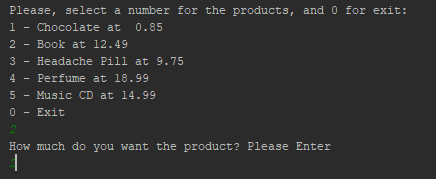 Please, select a number for the products, and 0 for exit:
1 - Chocolate at  0.85
2 - Book at 12.49
3 - Headache Pill at 9.75
4 - Perfume at 18.99
5 - Music CD at 14.99
0 - Exit
2
How much do you want the product? Please Enter